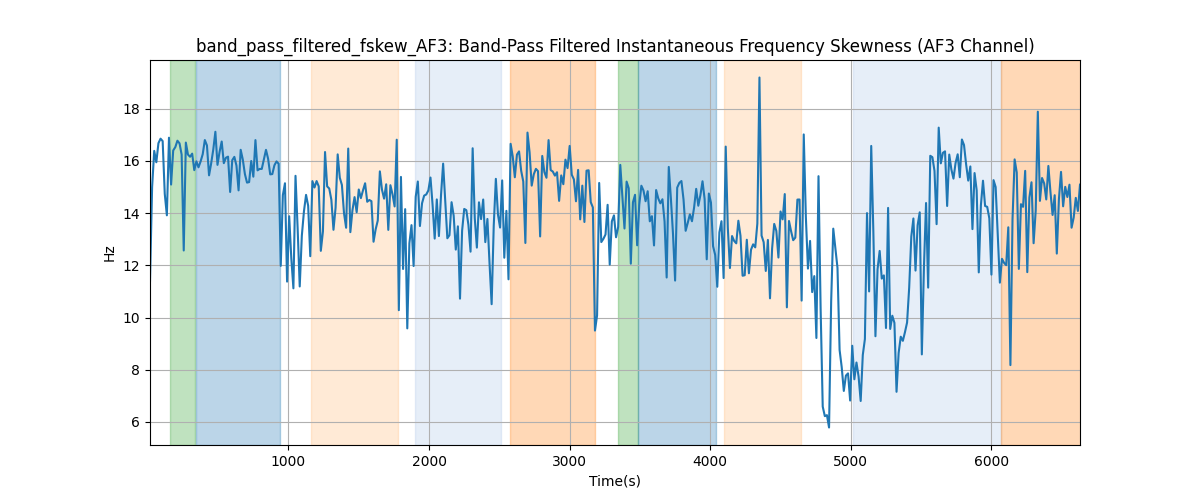 band_pass_filtered_fskew_AF3: Band-Pass Filtered Instantaneous Frequency Skewness (AF3 Channel)
18
16
14
12
10
8
6
Hz
1000 2000 3000 4000 5000 6000
Time(s)